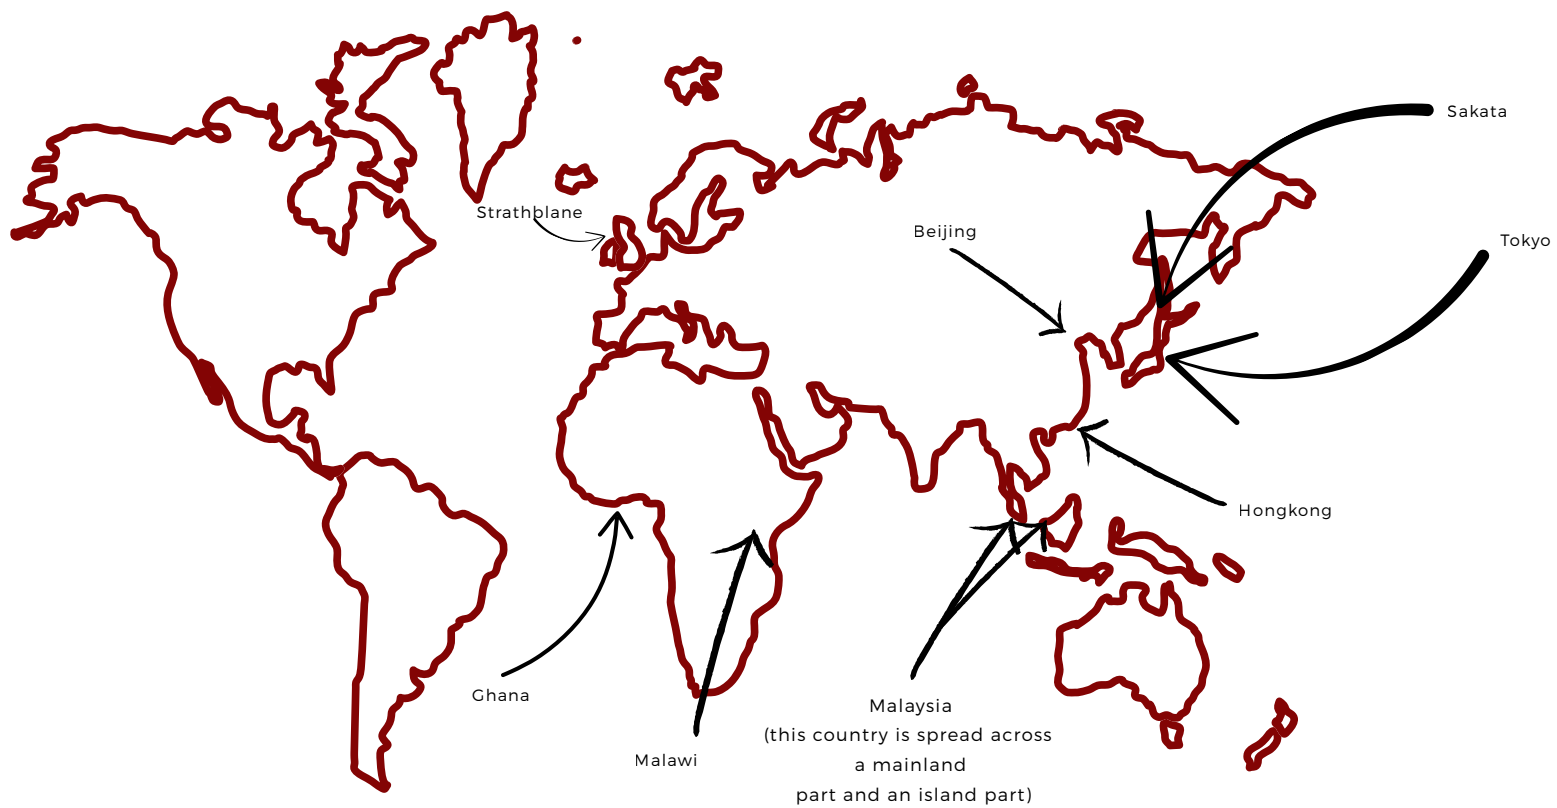 Sakata
Strathblane
Beijing
Tokyo
Hongkong
Ghana
Malaysia
(this country is spread across
a mainland
part and an island part)
Malawi